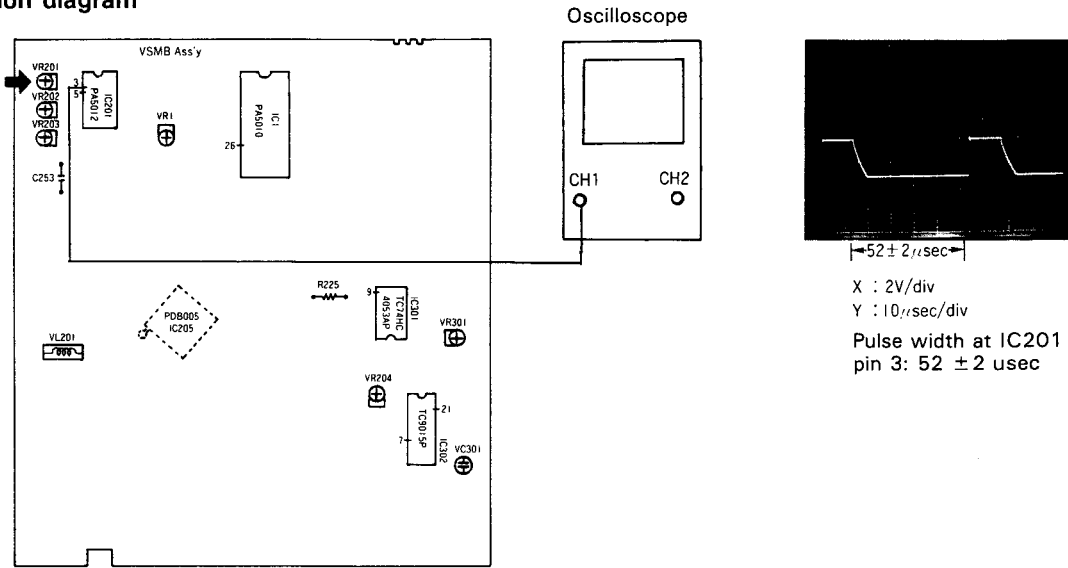 ion diagram
Oscilloscope
VSMB Ass'y
VR201
VR202
VR203
3
5
IC201
PA5012
VR1
IC1
PA5010
26
C253
CH1
CH2
52±2μsec
X : 2V/div
Y : 10μsec/div
Pulse width at IC201
pin 3: 52 ±2 usec
R225
9
TC74HC
4053AP
IC301
PDB005
IC205
VL201
VR301
VR204
21
7
TC9015P
IC302
VC301